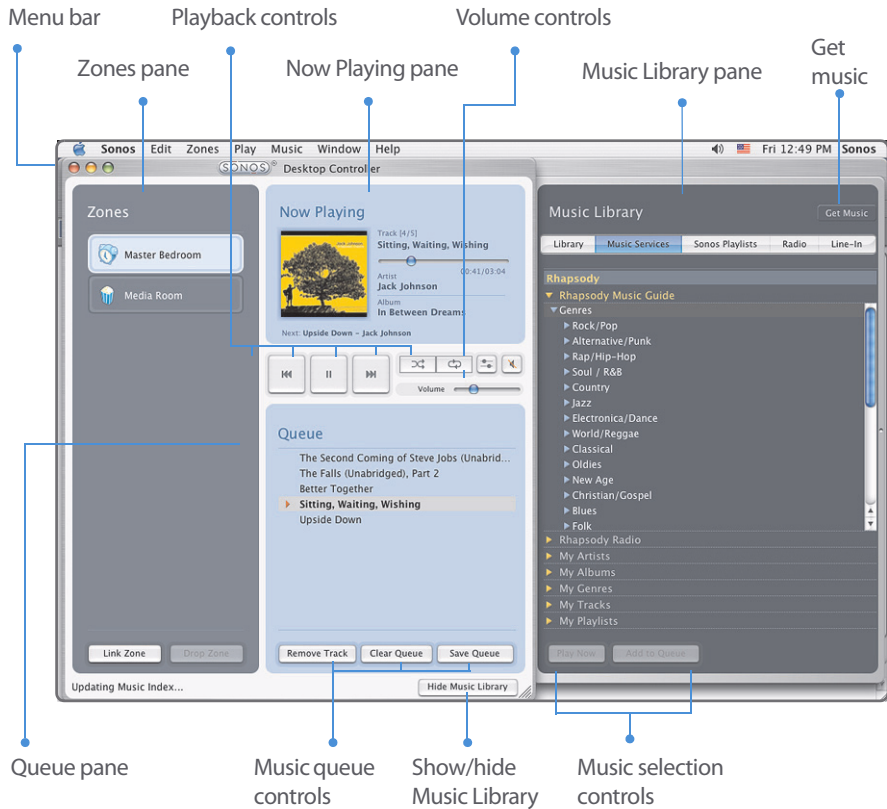 Menu bar
Playback controls
Volume controls
Zones pane
Now Playing pane
Music Library pane
Get
music
Sonos Edit Zones Play Music Window Help
Fri 12:49 PM Sonos
SONOS® Desktop Controller
Zones
Master Bedroom
Media Room
Link Zone
Drop Zone
Updating Music Index...
Now Playing
Jack Johnson
Track [4/5]
Sitting, Waiting, Wishing
00:41/03:04
Artist
Jack Johnson
Album
In Between Dreams
Next: Upside Down - Jack Johnson
Volume
Queue
The Second Coming of Steve Jobs (Unabrid...
The Falls (Unabridged), Part 2
Better Together
Sitting, Waiting, Wishing
Upside Down
Remove Track
Clear Queue
Save Queue
Hide Music Library
Music Library
Get Music
Library
Music Services
Sonos Playlists
Radio
Line-In
Rhapsody
Rhapsody Music Guide
Genres
Rock/Pop
Alternative/Punk
Rap/Hip-Hop
Soul / R&B
Country
Jazz
Electronica/Dance
World/Reggae
Classical
Oldies
New Age
Christian/Gospel
Blues
Folk
Rhapsody Radio
My Artists
My Albums
My Genres
My Tracks
My Playlists
Play Now
Add to Queue
Queue pane
Music queue
controls
Show/hide
Music Library
Music selection
controls